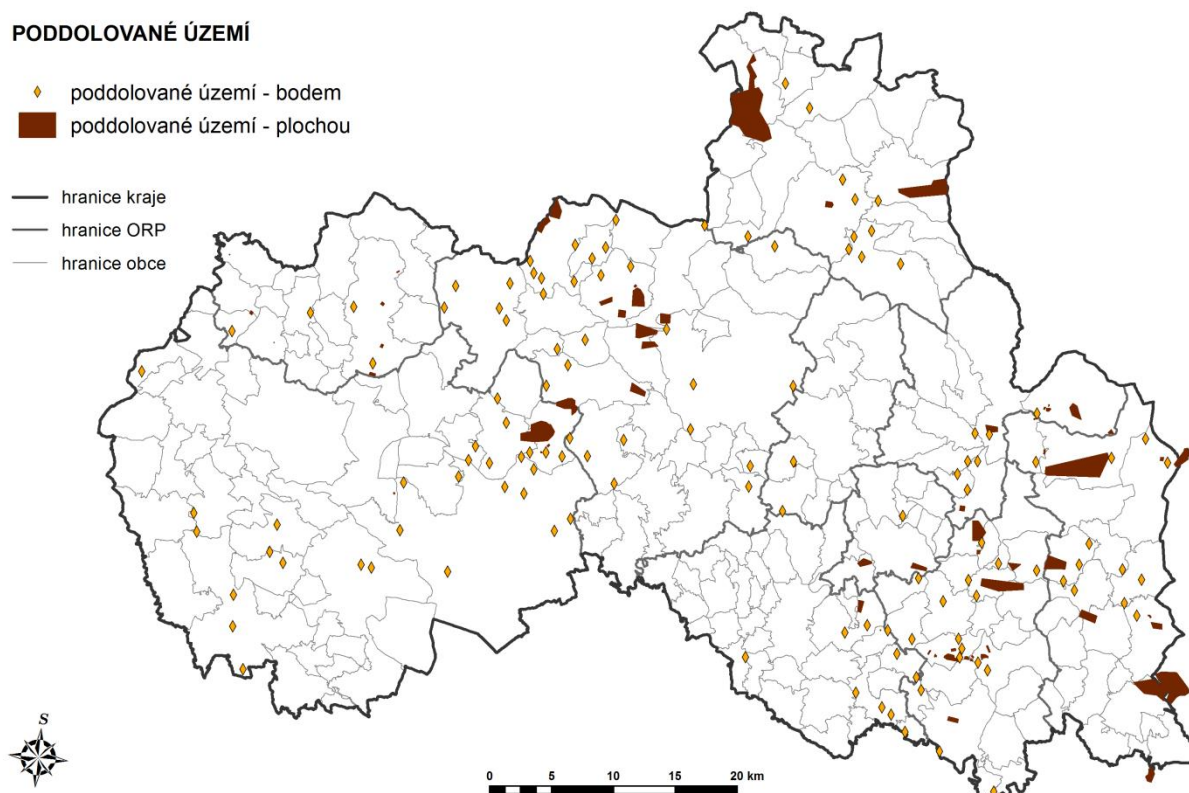 PODDOLOVANÉ ÚZEMÍ
poddolované území - bodem
poddolované území - plochou
hranice kraje
hranice ORP
hranice obce
S
0 5 10 15 20 km